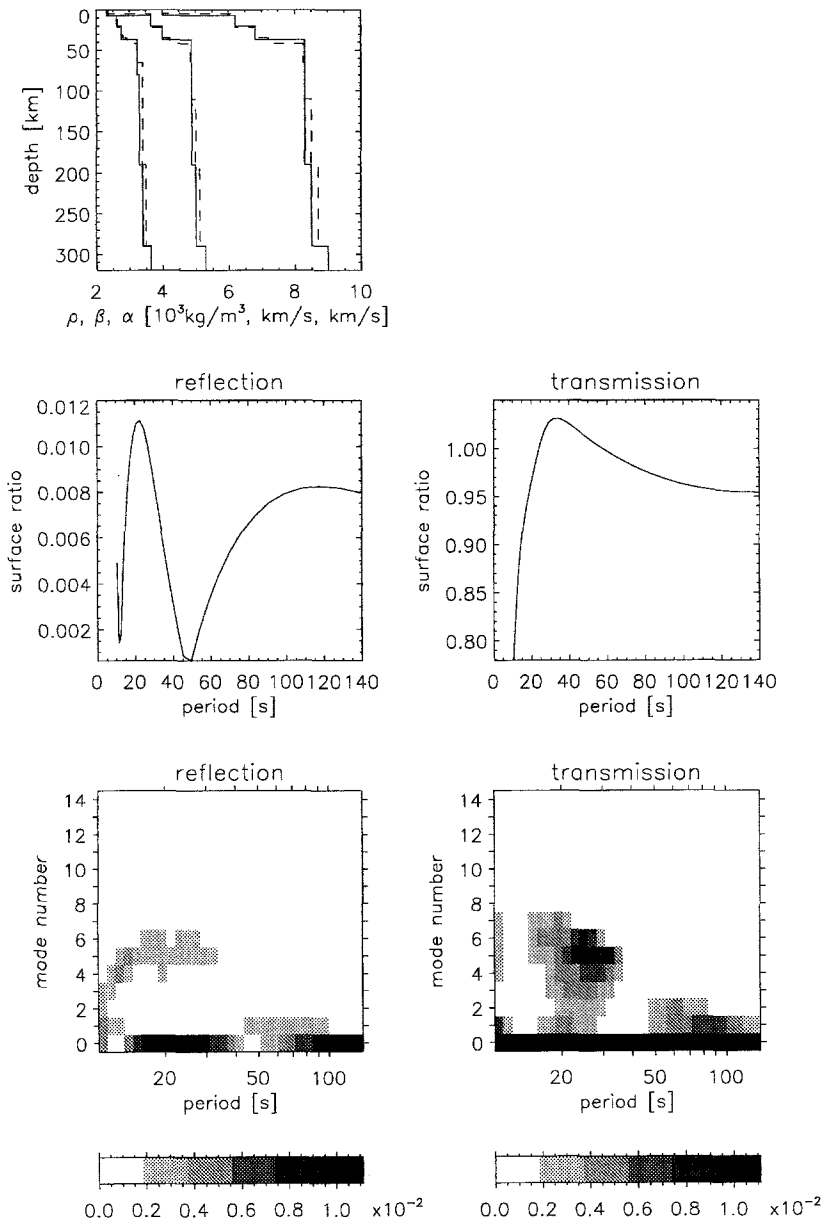 0
50
100
150
200
250
300
depth [km]
2 4 6 8 10
ρ, β, α [10³kg/m³, km/s, km/s]
reflection
0.012
0.010
0.008
0.006
0.004
0.002
surface ratio
0 20 40 60 80 100120140
period [s]
transmission
1.00
0.95
0.90
0.85
0.80
surface ratio
0 20 40 60 80 100120140
period [s]
reflection
14
12
10
8
6
4
2
0
mode number
20 50 100
period [s]
transmission
14
12
10
8
6
4
2
0
mode number
20 50 100
period [s]
0.0 0.2 0.4 0.6 0.8 1.0 x10⁻²
0.0 0.2 0.4 0.6 0.8 1.0 x10⁻²